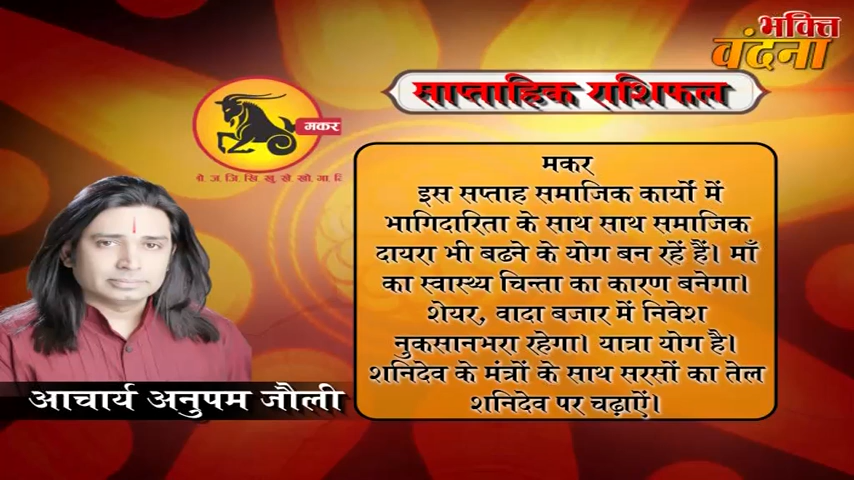 भक्ति
वंदना
साप्ताहिक राशिफल
मकर
मकर
इस सप्ताह समाजिक कार्यो में
भागिदारिता के साथ साथ समाजिक
दायरा भी बढने के योग बन रहें हैं। माँ
का स्वास्थ्य चिन्ता का कारण बनेगा।
शेयर, वादा बजार में निवेश
नुकसानभरा रहेगा। यात्रा योग है।
शनिदेव के मंत्रों के साथ सरसों का तेल
शनिदेव पर चढ़ाऐं।
जि. खि. खु. से. खो. गा.
आचार्य अनुपम जौली